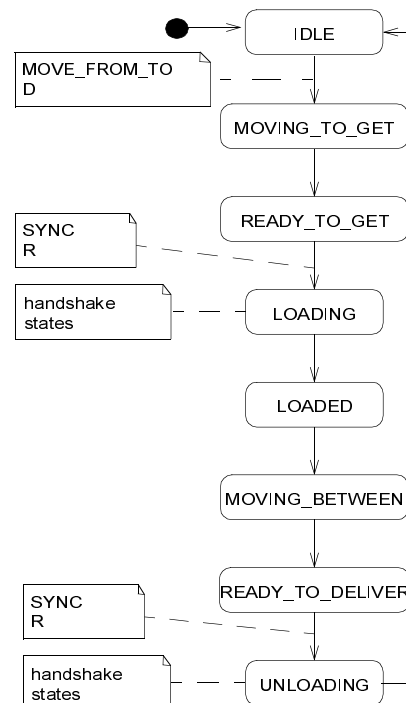 IDLE
MOVE_FROM_TO
D
MOVING_TO_GET
READY_TO_GET
SYNC
R
handshake
states
LOADING
LOADED
MOVING_BETWEEN
READY_TO_DELIVER
SYNC
R
handshake
states
UNLOADING